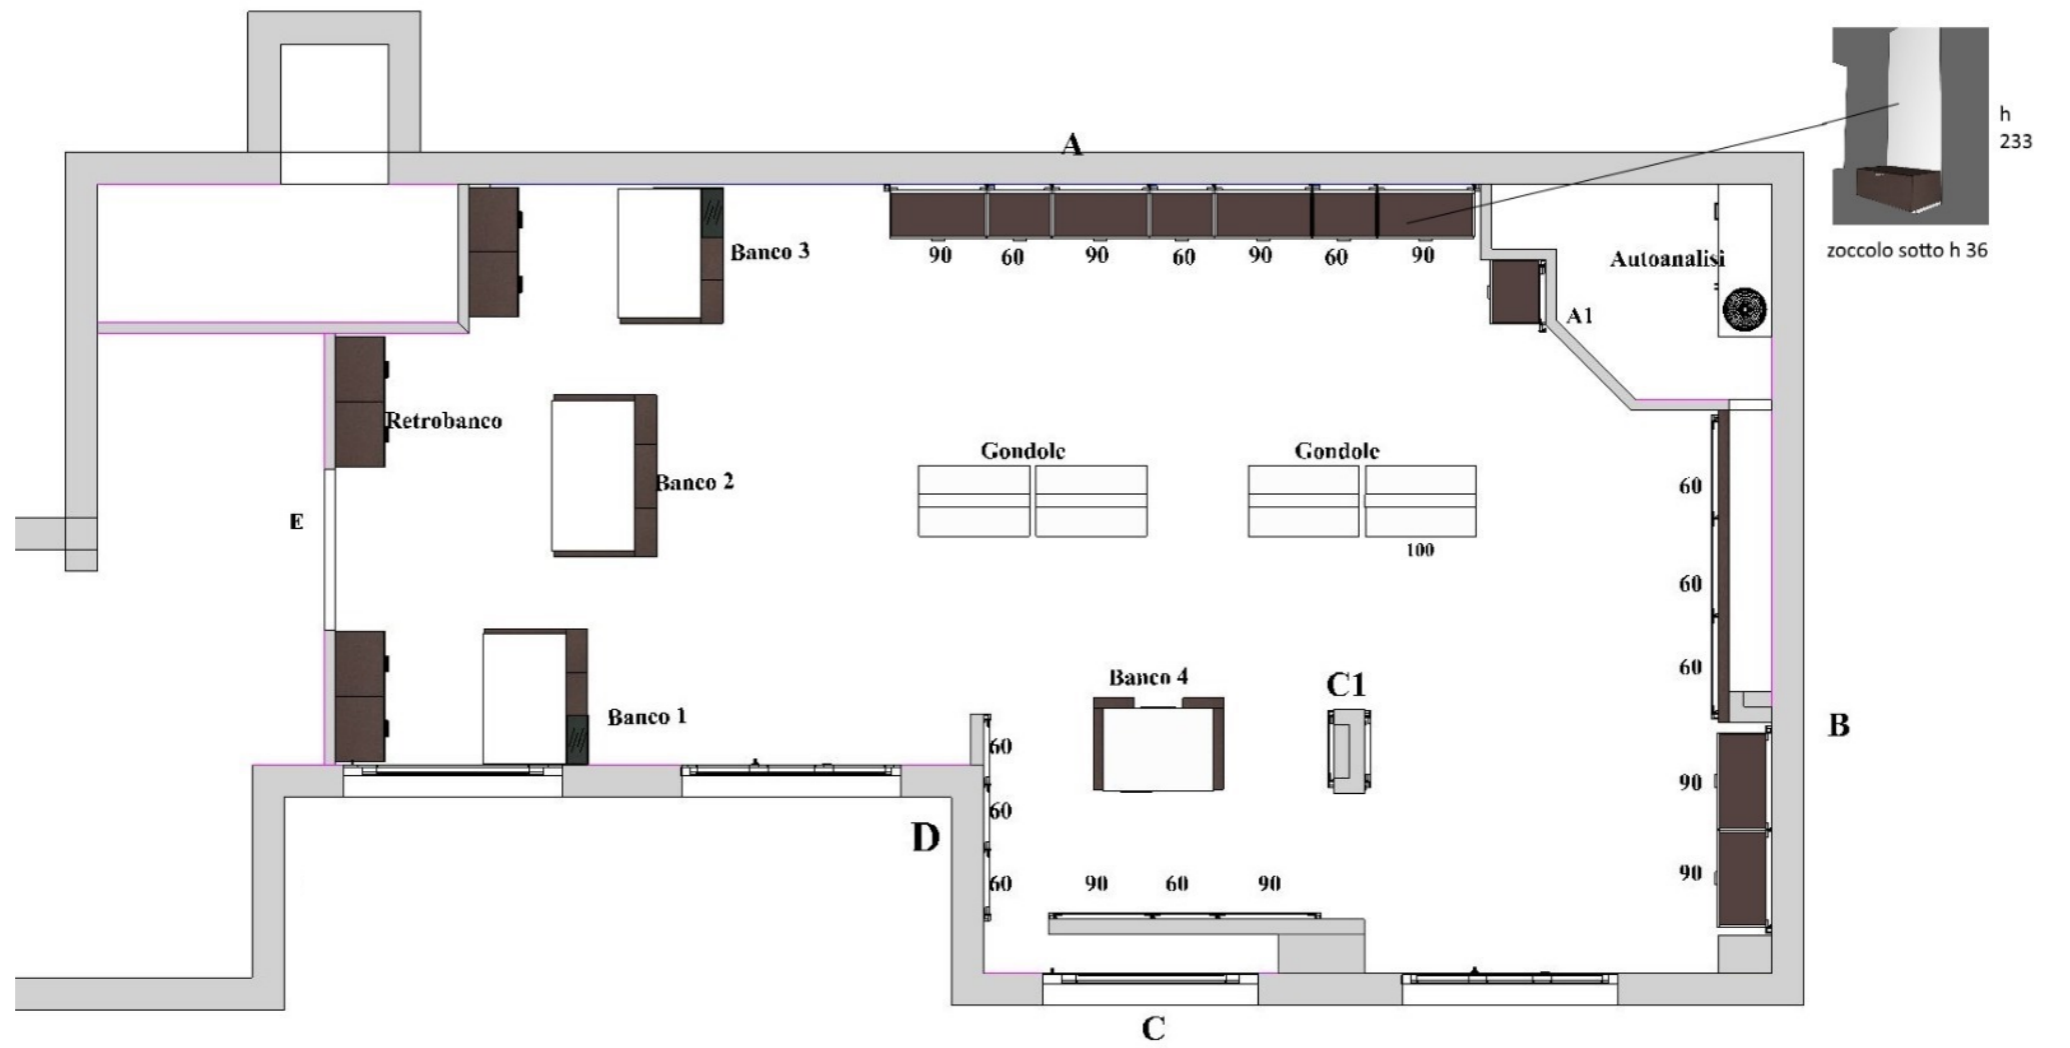 A
h
233
zoccolo sotto h 36
Banco 3
90 60 90 60 90 60 90
Autoanalisi
A1
Retrobanco
Gondole Gondole
Banco 2
60
E
100
60
60
Banco 4
C1
Banco 1
B
60
90
60
D
90
60 90 60 90
C